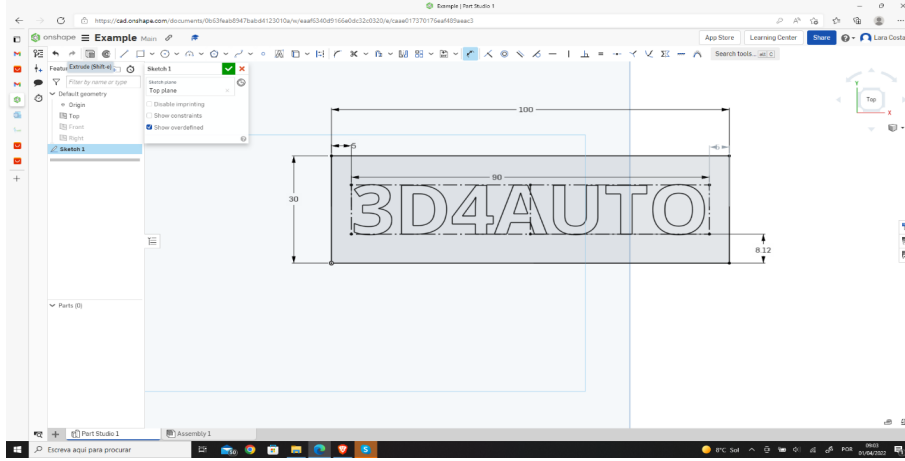 Example | Part Studio 1
https://cad.onshape.com/documents/
onshape Example Main
App Store Learning Center Share Lara Costa
Search tools...
Extrude (Shift-e)
Filter by name or type
Default geometry
Origin
Top
Front
Right
Sketch 1
Parts (0)
Sketch 1
Sketch plane
Top plane
Disable imprinting
Show constraints
Show overdefined
100
5
90
30
3D4AUTO
8.12
Y
Top
X
Part Studio 1 Assembly 1
Escreva aqui para procurar
8°C Sol
POR
09:03
01/04/2022